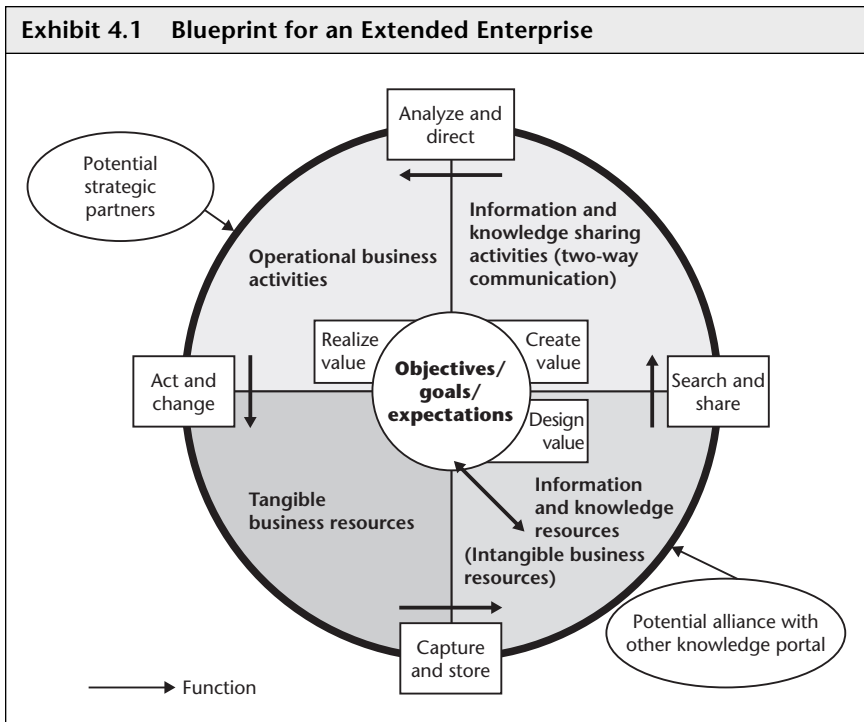 Exhibit 4.1 Blueprint for an Extended Enterprise
Analyze and
direct
Potential
strategic
partners
Information and
knowledge sharing
activities (two-way
communication)
Operational business
activities
Realize
value
Create
value
Objectives/
goals/
expectations
Act and
change
Search and
share
Design
value
Tangible
business resources
Information
and knowledge
resources
(Intangible business
resources)
Potential alliance with
other knowledge portal
Capture
and store
Function